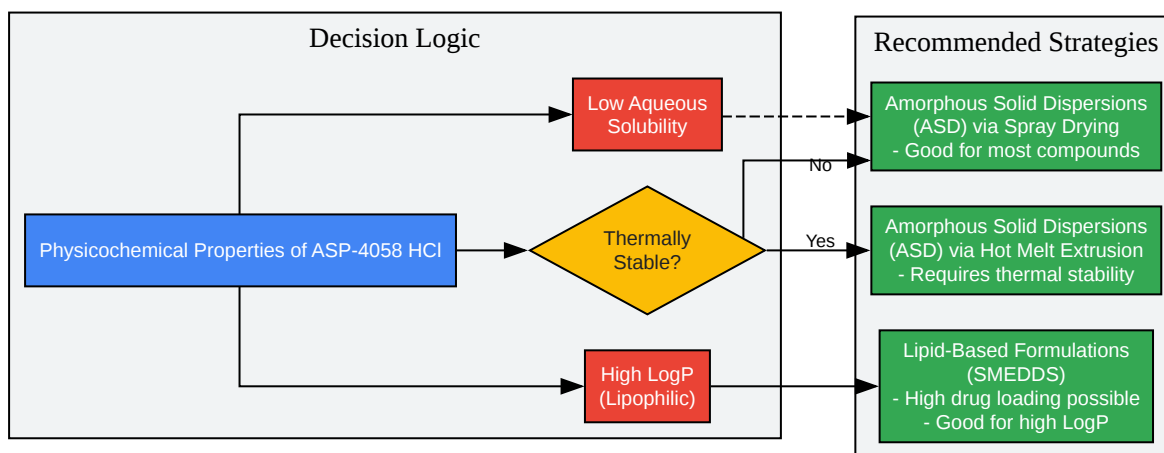 Decision Logic
Recommended Strategies
Low Aqueous
Solubility
Amorphous Solid Dispersions
(ASD) via Spray Drying
- Good for most compounds
No
Physicochemical Properties of ASP-4058 HCl
Thermally
Stable?
Yes
Amorphous Solid Dispersions
(ASD) via Hot Melt Extrusion
- Requires thermal stability
High LogP
(Lipophilic)
Lipid-Based Formulations
(SMEDDS)
- High drug loading possible
- Good for high LogP